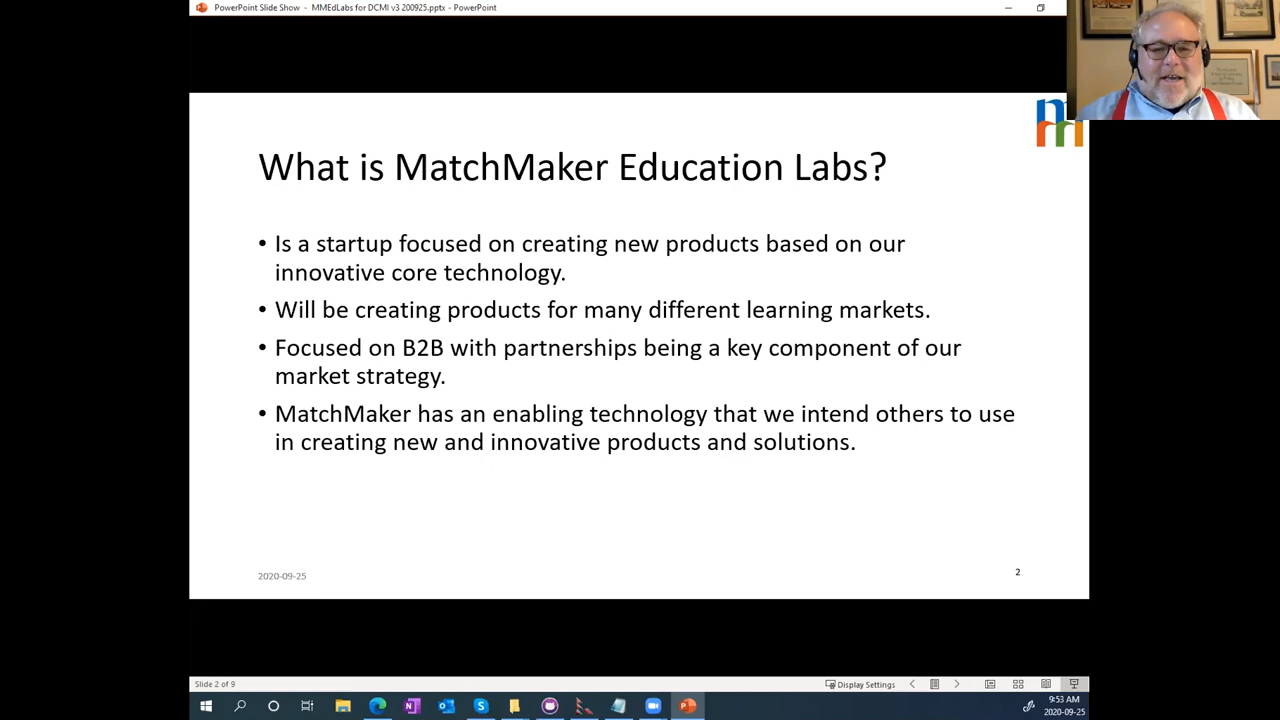 PowerPoint Slide Show - MMEdLabs for DCMI v3 200925.pptx - PowerPoint
What is MatchMaker Education Labs?
• Is a startup focused on creating new products based on our
innovative core technology.
• Will be creating products for many different learning markets.
• Focused on B2B with partnerships being a key component of our
market strategy.
• MatchMaker has an enabling technology that we intend others to use
in creating new and innovative products and solutions.
2020-09-25
2
Slide 2 of 9
Display Settings
9:53 AM
2020-09-25